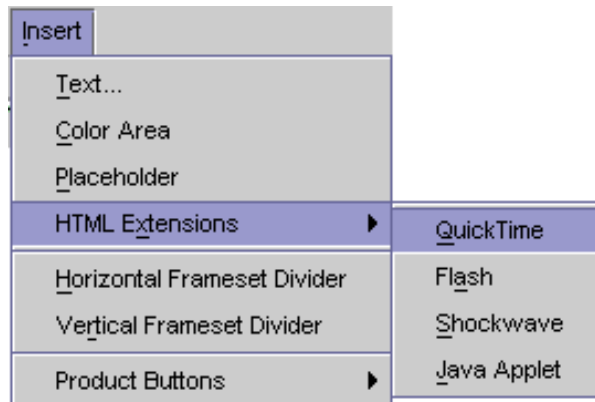 Insert
Text...
Color Area
Placeholder
HTML Extensions
QuickTime
Flash
Shockwave
Java Applet
Horizontal Frameset Divider
Vertical Frameset Divider
Product Buttons